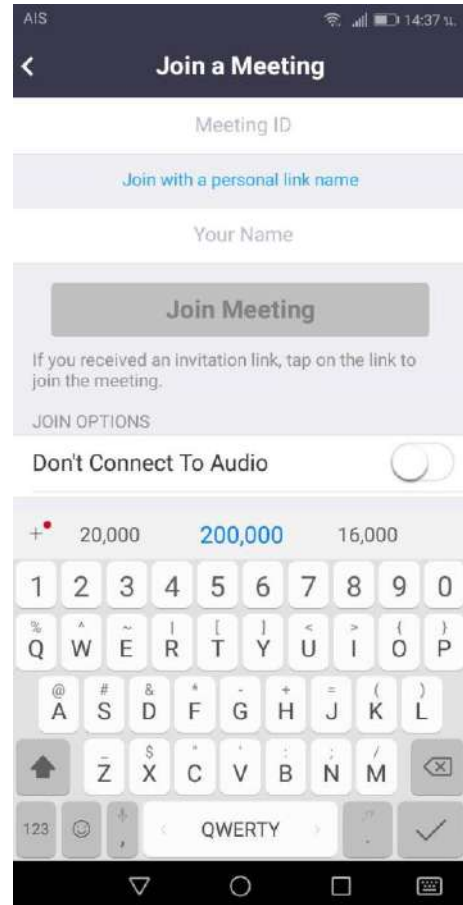 AIS 14:37 น.
Join a Meeting
Meeting ID
Join with a personal link name
Your Name
Join Meeting
If you received an invitation link, tap on the link to
join the meeting.
JOIN OPTIONS
Don't Connect To Audio
+ 20,000 200,000 16,000
1 2 3 4 5 6 7 8 9 0
% ^ ~ | [ ] < > { }
Q W E R T Y U I O P
@ # & * - + = ( )
A S D F G H J K L
_ $ " ' : ; /
Z X C V B N M
123 , QWERTY .